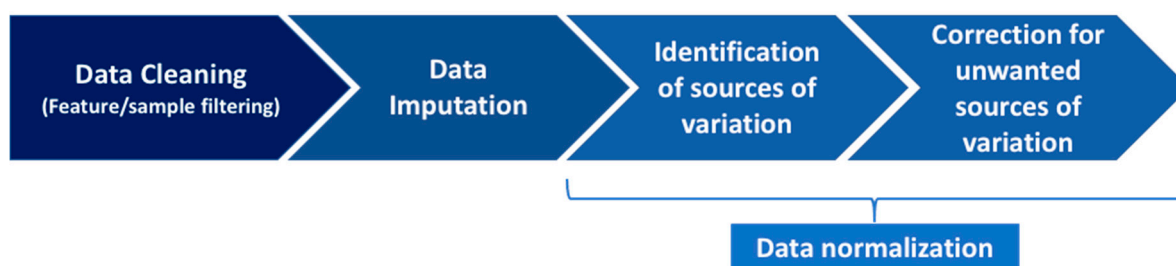 Data Cleaning
(Feature/sample filtering)
Data
Imputation
Identification
of sources of
variation
Correction for
unwanted
sources of
variation
Data normalization